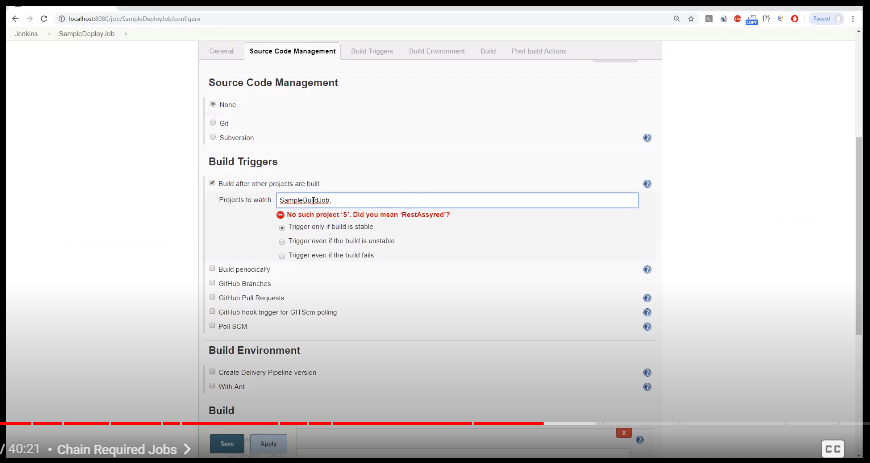 localhost:8080/job/SampleDeployJob/configure
Paused
Jenkins
SampleDeployJob
General
Source Code Management
Build Triggers
Build Environment
Build
Post-build Actions
Source Code Management
None
Git
Subversion
Build Triggers
Build after other projects are built
Projects to watch
SampleBuildJob,
No such project ‘S’. Did you mean ‘RestAssyred’?
Trigger only if build is stable
Trigger even if the build is unstable
Trigger even if the build fails
Build periodically
GitHub Branches
GitHub Pull Requests
GitHub hook trigger for GITScm polling
Poll SCM
Build Environment
Create Delivery Pipeline version
With Ant
Build
X
Save
Apply
/ 40:21 • Chain Required Jobs
CC